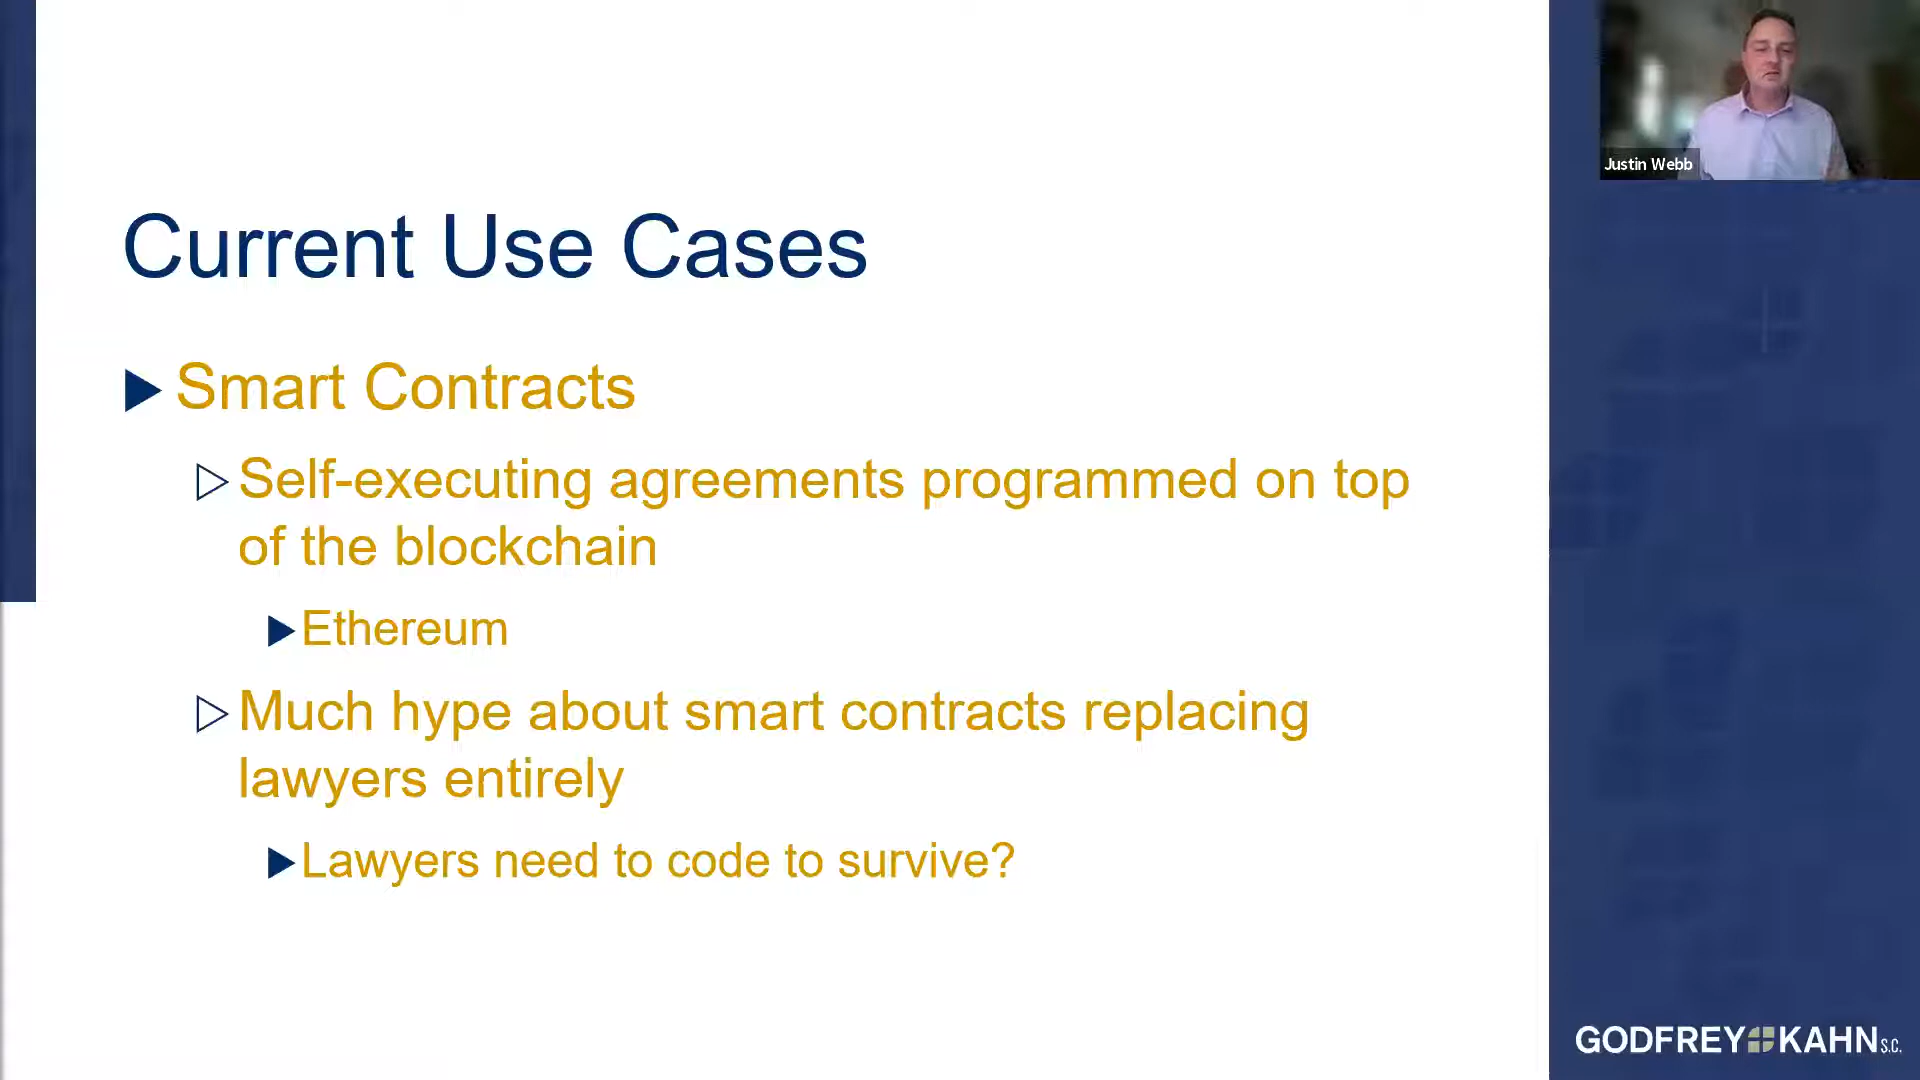 Justin Webb
Current Use Cases
Smart Contracts
Self-executing agreements programmed on top
of the blockchain
Ethereum
Much hype about smart contracts replacing
lawyers entirely
Lawyers need to code to survive?
GODFREY KAHN S.C.